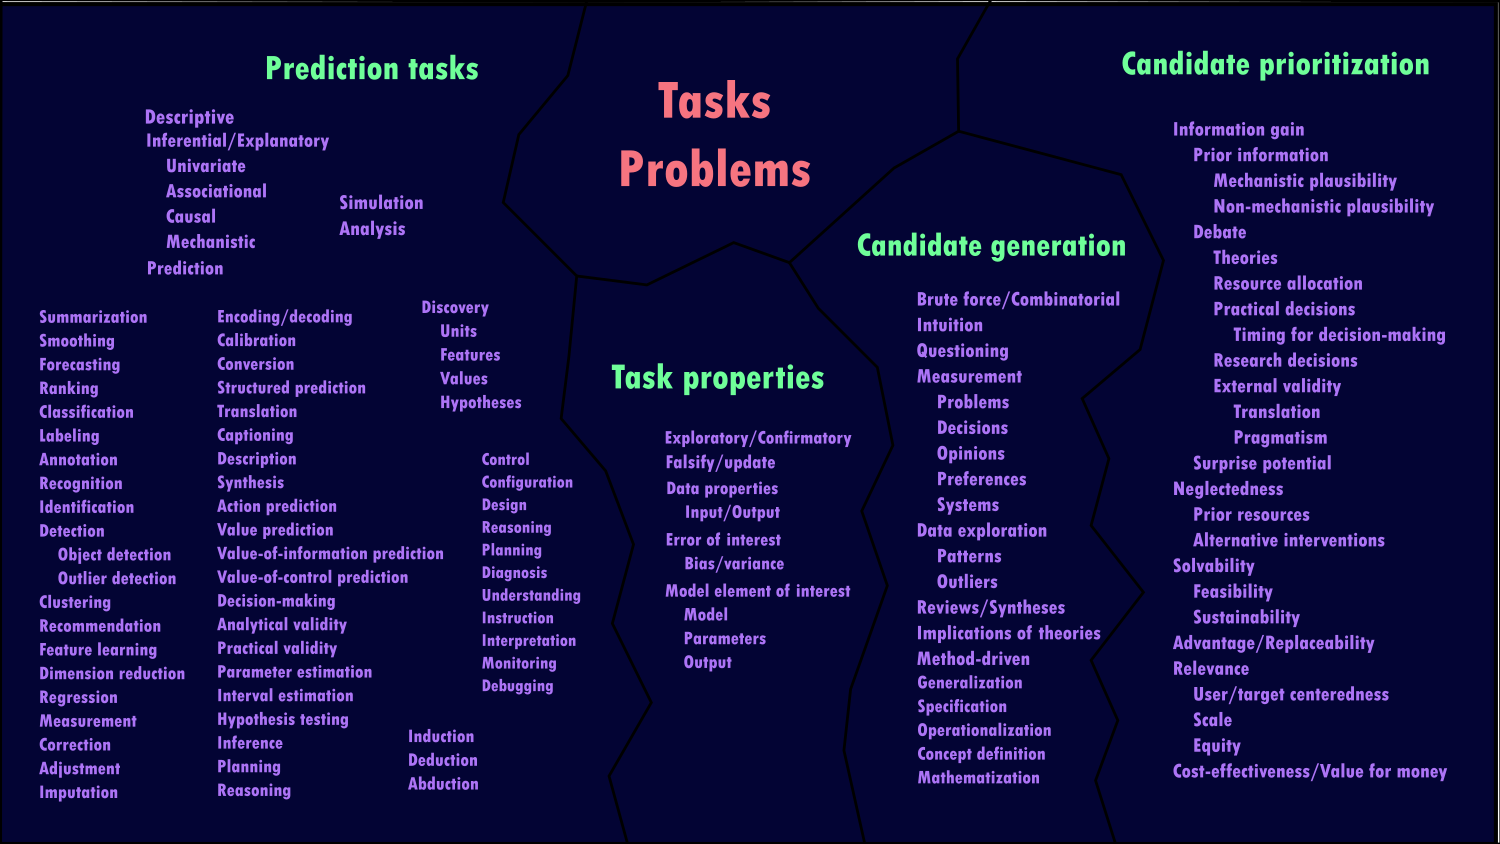 Tasks
Problems
Prediction tasks
Descriptive
Inferential/Explanatory
Univariate
Associational
Causal
Mechanistic
Prediction
Simulation
Analysis
Summarization
Smoothing
Forecasting
Ranking
Classification
Labeling
Annotation
Recognition
Identification
Detection
Object detection
Outlier detection
Clustering
Recommendation
Feature learning
Dimension reduction
Regression
Measurement
Correction
Adjustment
Imputation
Encoding/decoding
Calibration
Conversion
Structured prediction
Translation
Captioning
Description
Synthesis
Action prediction
Value prediction
Value-of-information prediction
Value-of-control prediction
Decision-making
Analytical validity
Practical validity
Parameter estimation
Interval estimation
Hypothesis testing
Inference
Planning
Reasoning
Discovery
Units
Features
Values
Hypotheses
Control
Configuration
Design
Reasoning
Planning
Diagnosis
Understanding
Instruction
Interpretation
Monitoring
Debugging
Induction
Deduction
Abduction
Task properties
Exploratory/Confirmatory
Falsify/update
Data properties
Input/Output
Error of interest
Bias/variance
Model element of interest
Model
Parameters
Output
Candidate generation
Brute force/Combinatorial
Intuition
Questioning
Measurement
Problems
Decisions
Opinions
Preferences
Systems
Data exploration
Patterns
Outliers
Reviews/Syntheses
Implications of theories
Method-driven
Generalization
Specification
Operationalization
Concept definition
Mathematization
Candidate prioritization
Information gain
Prior information
Mechanistic plausibility
Non-mechanistic plausibility
Debate
Theories
Resource allocation
Practical decisions
Timing for decision-making
Research decisions
External validity
Translation
Pragmatism
Surprise potential
Neglectedness
Prior resources
Alternative interventions
Solvability
Feasibility
Sustainability
Advantage/Replaceability
Relevance
User/target centeredness
Scale
Equity
Cost-effectiveness/Value for money